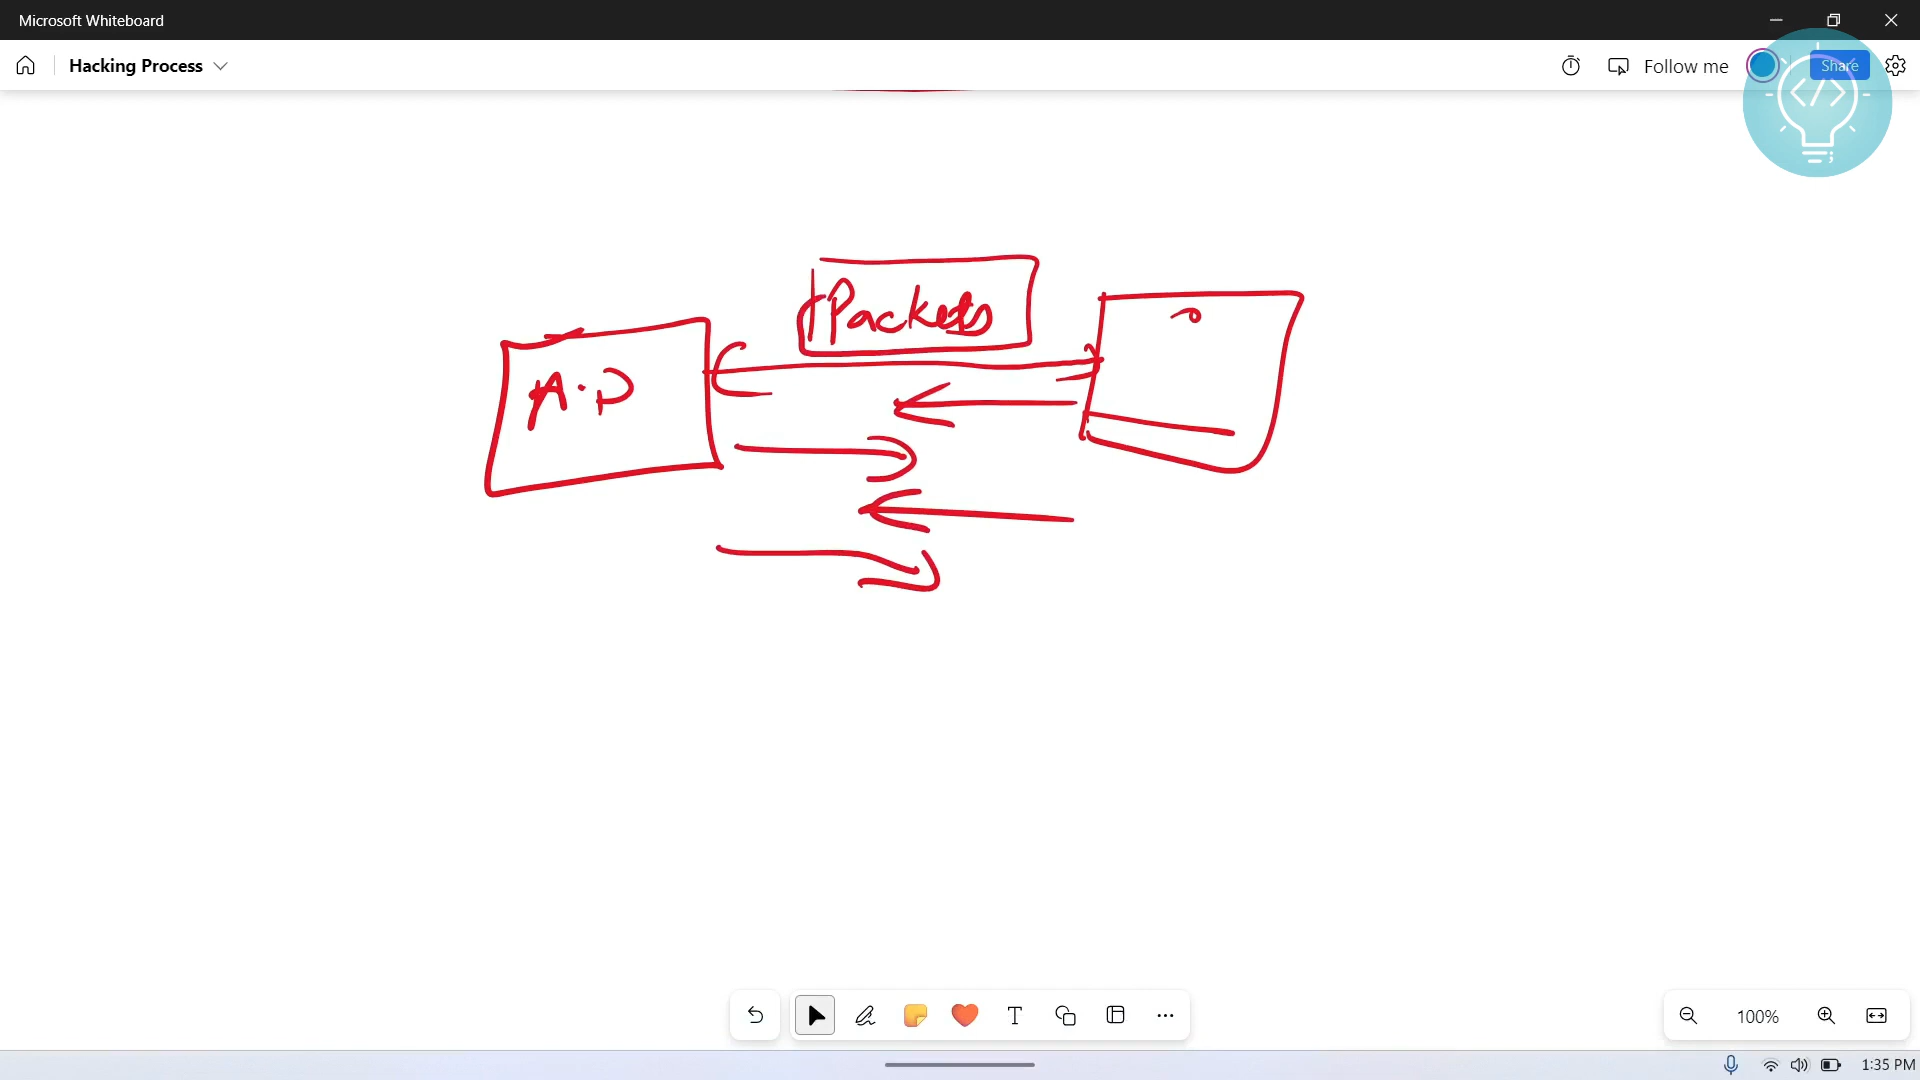 Microsoft Whiteboard
Hacking Process
Follow me
Share
Packets
A.P
100%
1:35 PM